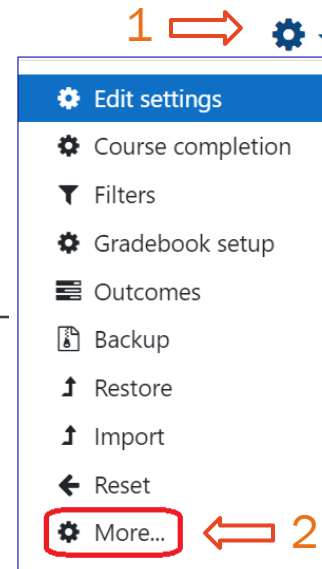 1
Edit settings
Course completion
Filters
Gradebook setup
Outcomes
Backup
Restore
Import
Reset
More... 2